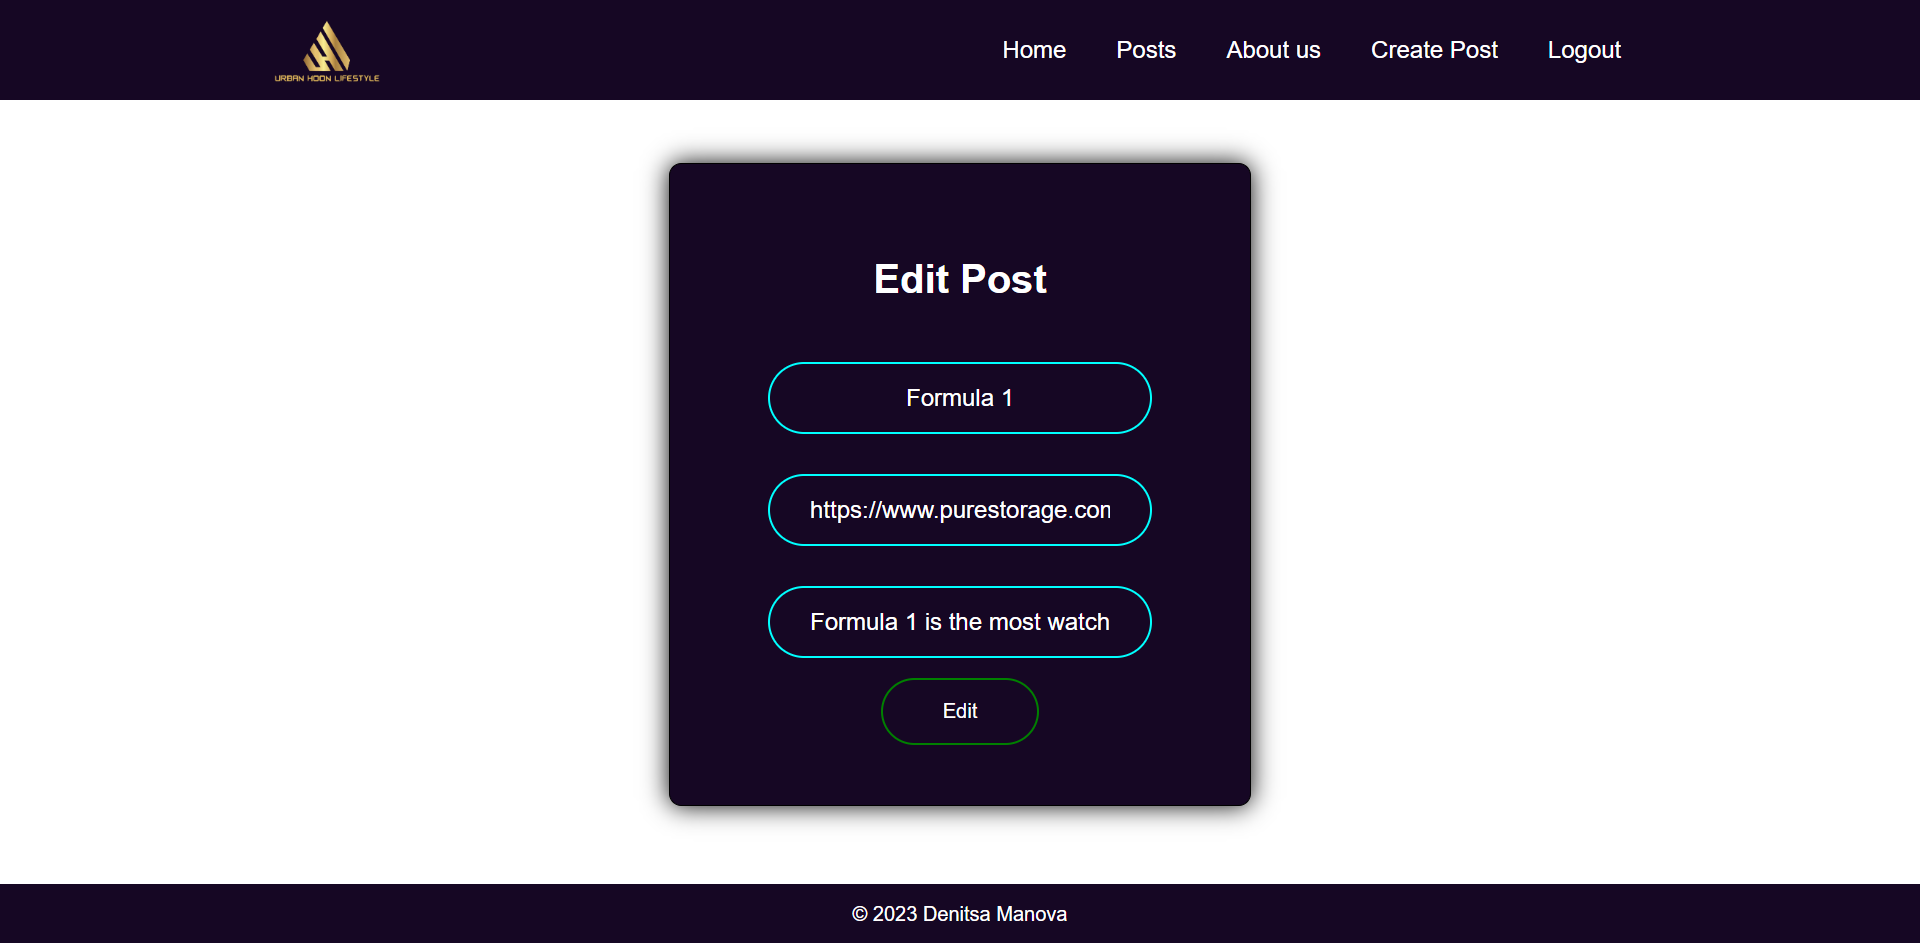 URBAN HOON LIFESTYLE
Home
Posts
About us
Create Post
Logout
Edit Post
Formula 1
https://www.purestorage.con
Formula 1 is the most watch
Edit
© 2023 Denitsa Manova